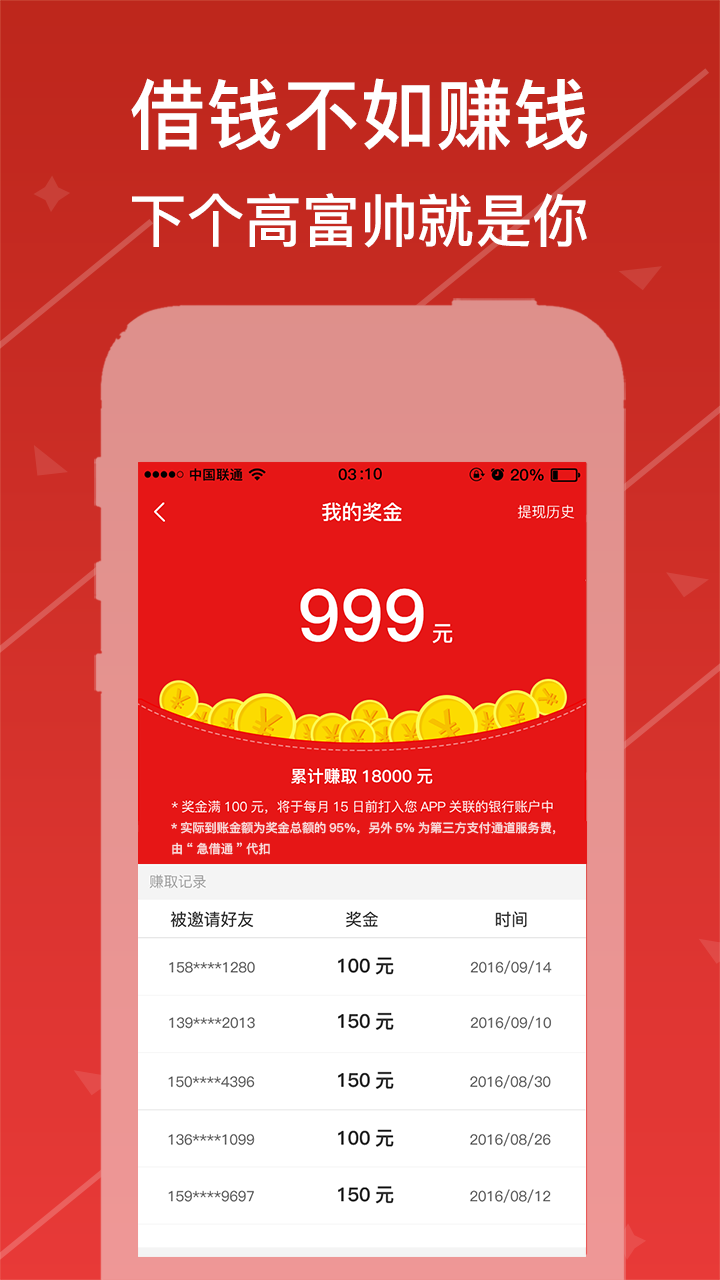 借钱不如赚钱
下个高富帅就是你
中国联通 03:10 20%
我的奖金 提现历史
999 元
累计赚取 18000 元
* 奖金满 100 元，将于每月 15 日前打入您 APP 关联的银行账户中
* 实际到账金额为奖金总额的 95%，另外 5% 为第三方支付通道服务费，
由“ 急借通 ” 代扣
赚取记录
被邀请好友 奖金 时间
158****1280 100 元 2016/09/14
139****2013 150 元 2016/09/10
150****4396 150 元 2016/08/30
136****1099 100 元 2016/08/26
159****9697 150 元 2016/08/12